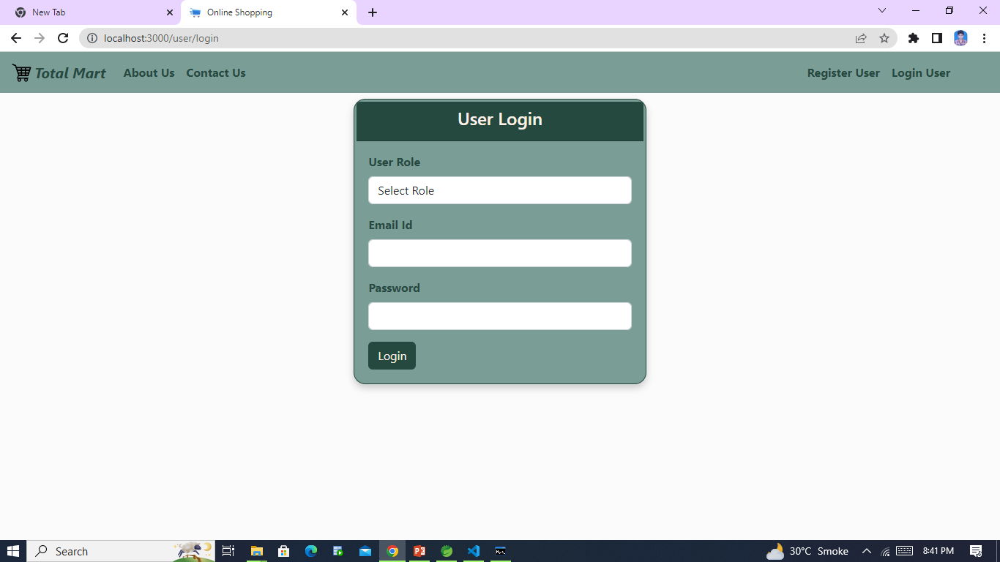 New Tab
Online Shopping
localhost:3000/user/login
Total Mart About Us Contact Us Register User Login User
User Login
User Role
Select Role
Email Id
Password
Login
Search
30°C Smoke
8:41 PM